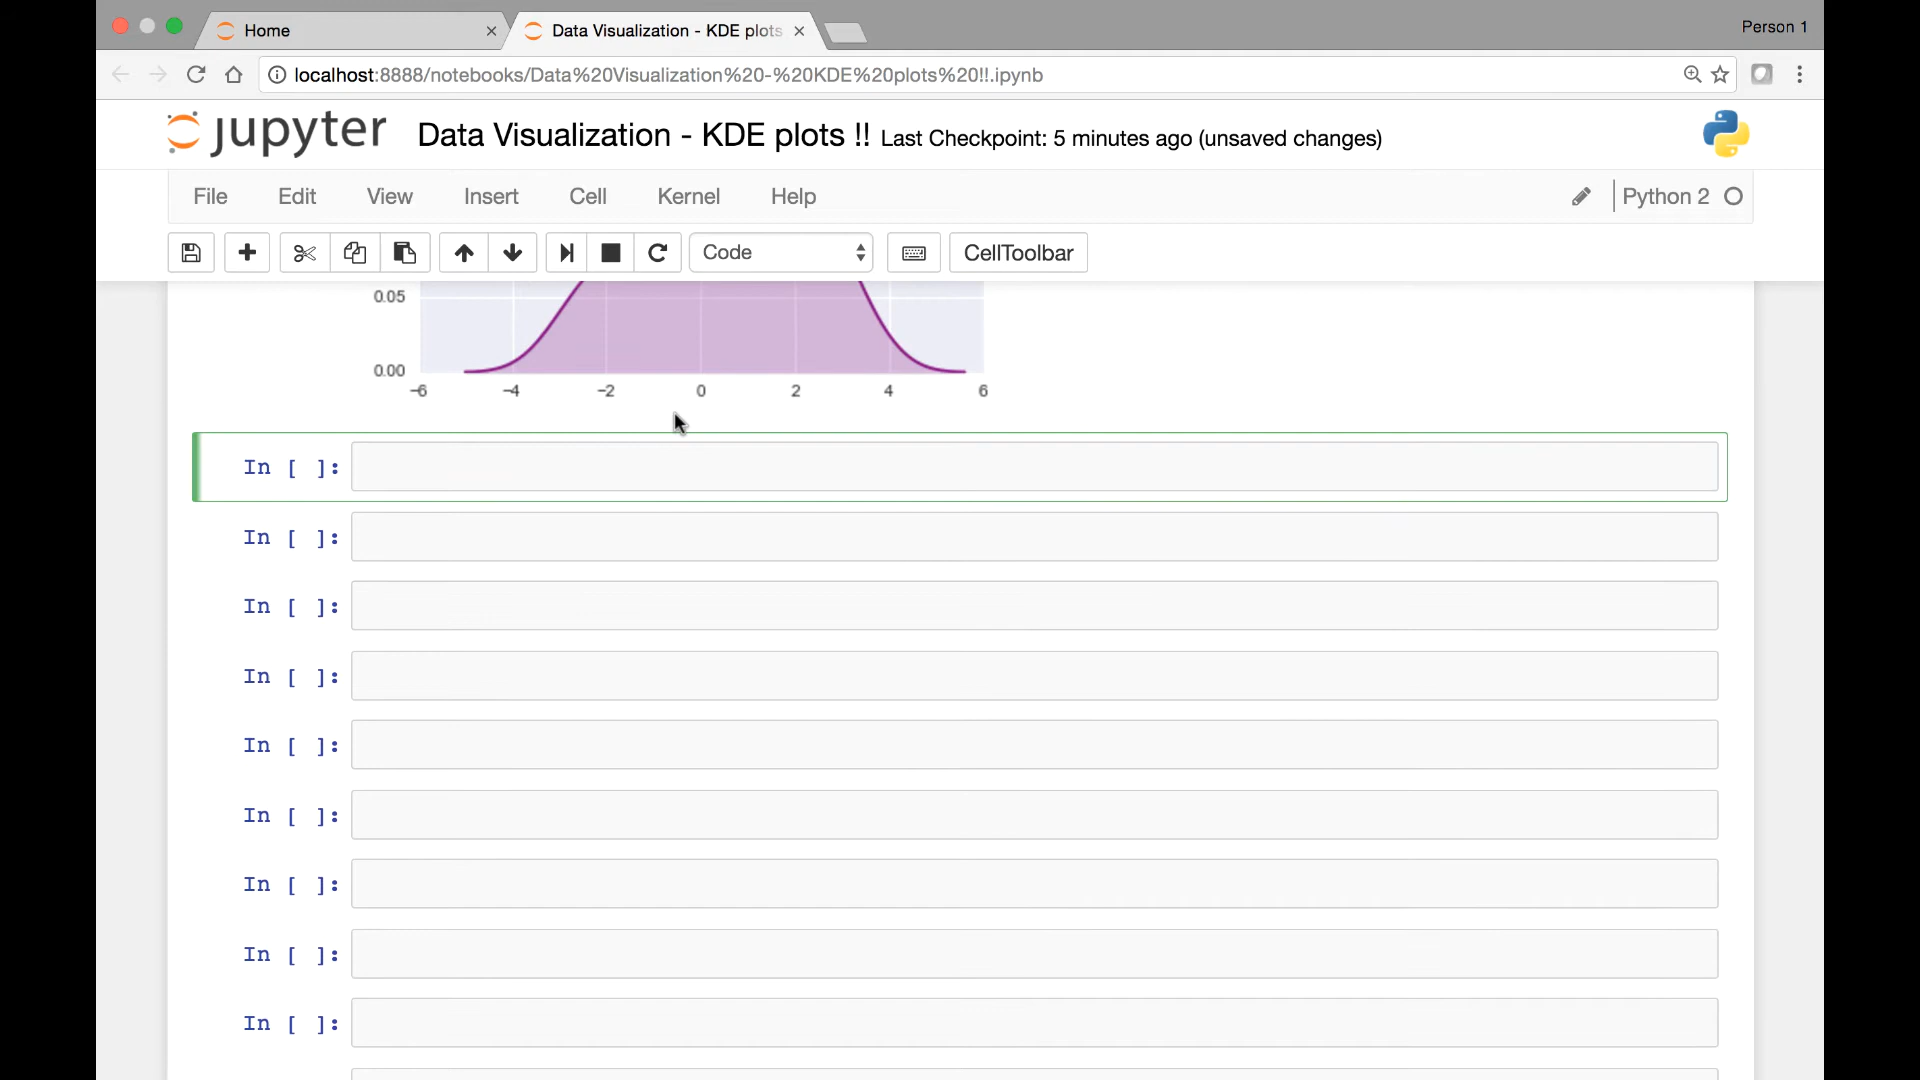 Home
Data Visualization - KDE plots
Person 1
localhost:8888/notebooks/Data%20Visualization%20-%20KDE%20plots%20!!.ipynb
jupyter Data Visualization - KDE plots !! Last Checkpoint: 5 minutes ago (unsaved changes)
File Edit View Insert Cell Kernel Help Python 2
Code CellToolbar
0.05
0.00
−6 −4 −2 0 2 4 6
In [ ]:
In [ ]:
In [ ]:
In [ ]:
In [ ]:
In [ ]:
In [ ]:
In [ ]:
In [ ]: